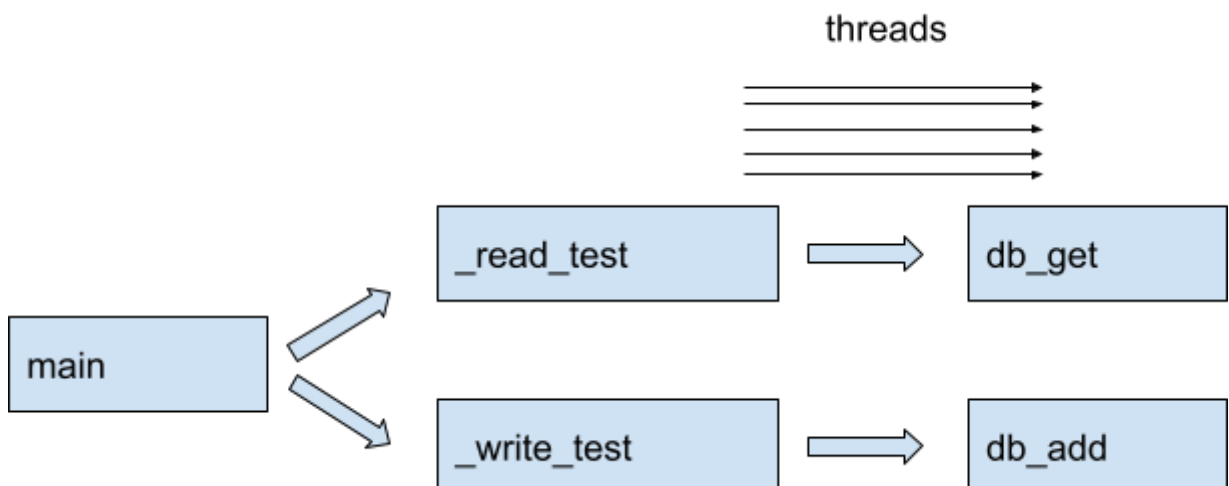 threads
_read_test
db_get
main
_write_test
db_add